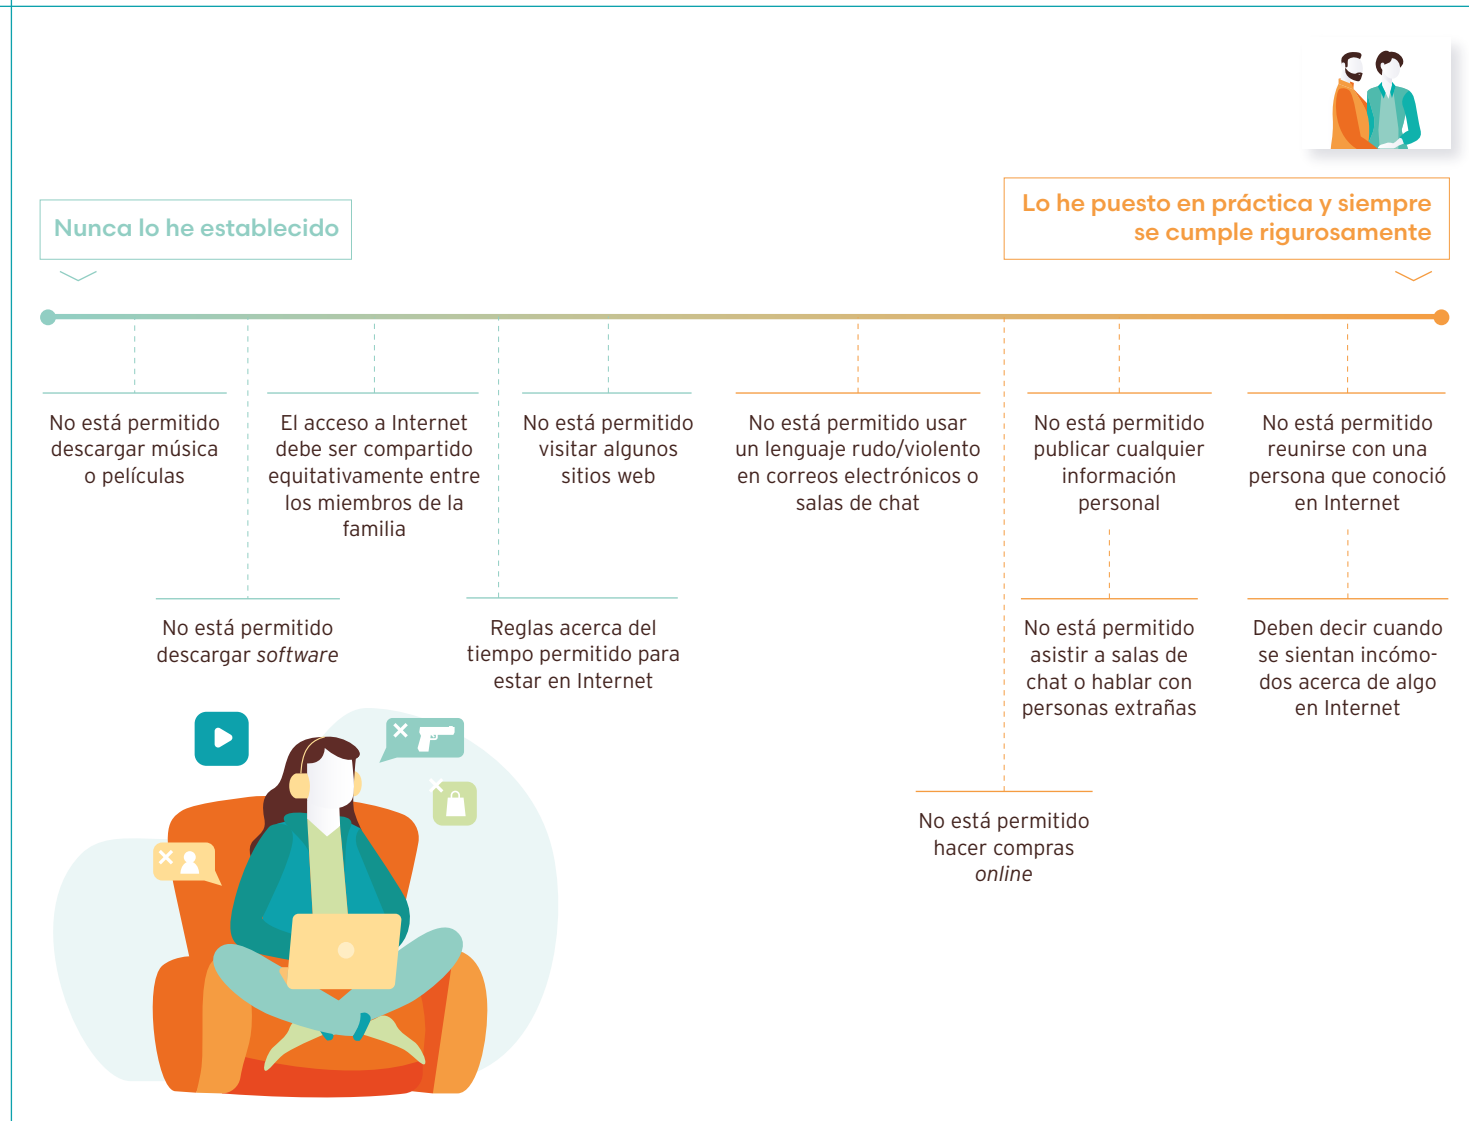 Nunca lo he establecido
Lo he puesto en práctica y siempre
se cumple rigurosamente
No está permitido
descargar música
o películas
El acceso a Internet
debe ser compartido
equitativamente entre
los miembros de la
familia
No está permitido
visitar algunos
sitios web
No está permitido usar
un lenguaje rudo/violento
en correos electrónicos o
salas de chat
No está permitido
publicar cualquier
información
personal
No está permitido
reunirse con una
persona que conoció
en Internet
No está permitido
descargar software
Reglas acerca del
tiempo permitido para
estar en Internet
No está permitido
asistir a salas de
chat o hablar con
personas extrañas
Deben decir cuando
se sientan incómo-
dos acerca de algo
en Internet
No está permitido
hacer compras
online